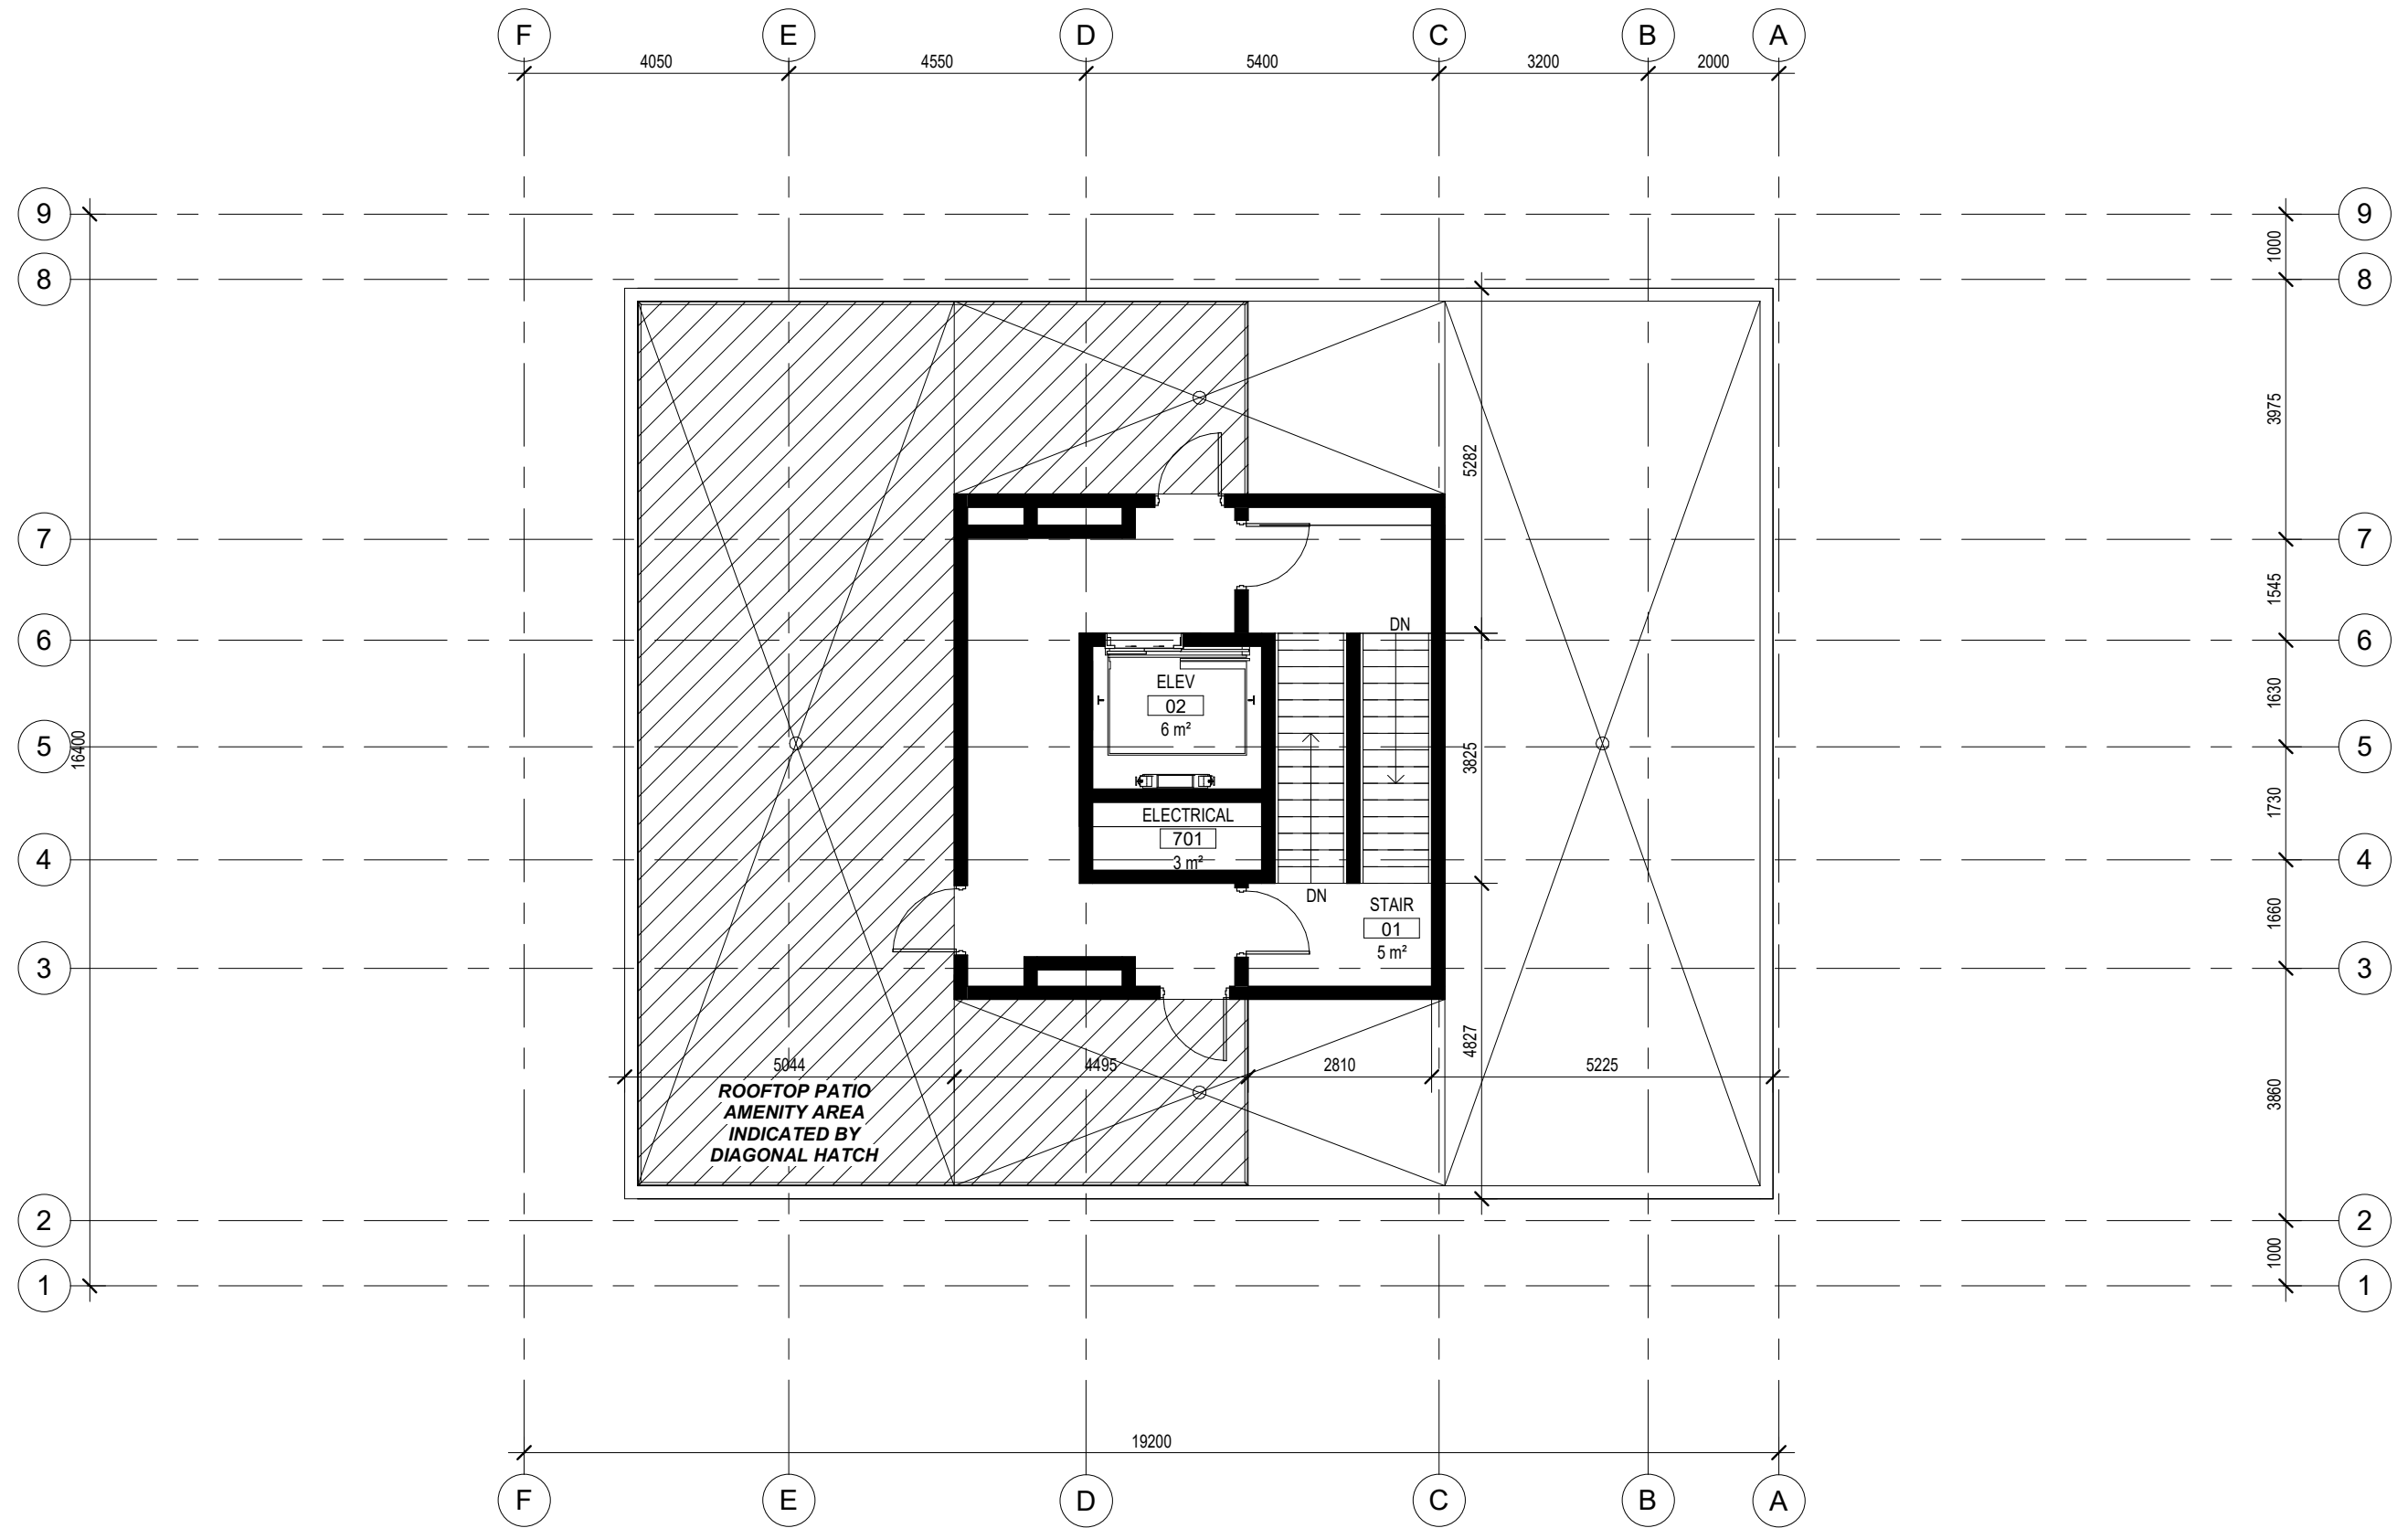 F E D C B A
4050 4550 5400 3200 2000
9 9
1000
8 8
3975
5282
7 7
1545
DN
6 6
ELEV
02
6 m²
1630
5 5
16400
3825
1730
ELECTRICAL
701
3 m²
4 4
DN
STAIR
01
5 m²
1660
3 3
4827
5044 4495 2810 5225
3860
ROOFTOP PATIO
AMENITY AREA
INDICATED BY
DIAGONAL HATCH
2 2
1000
1 1
19200
F E D C B A